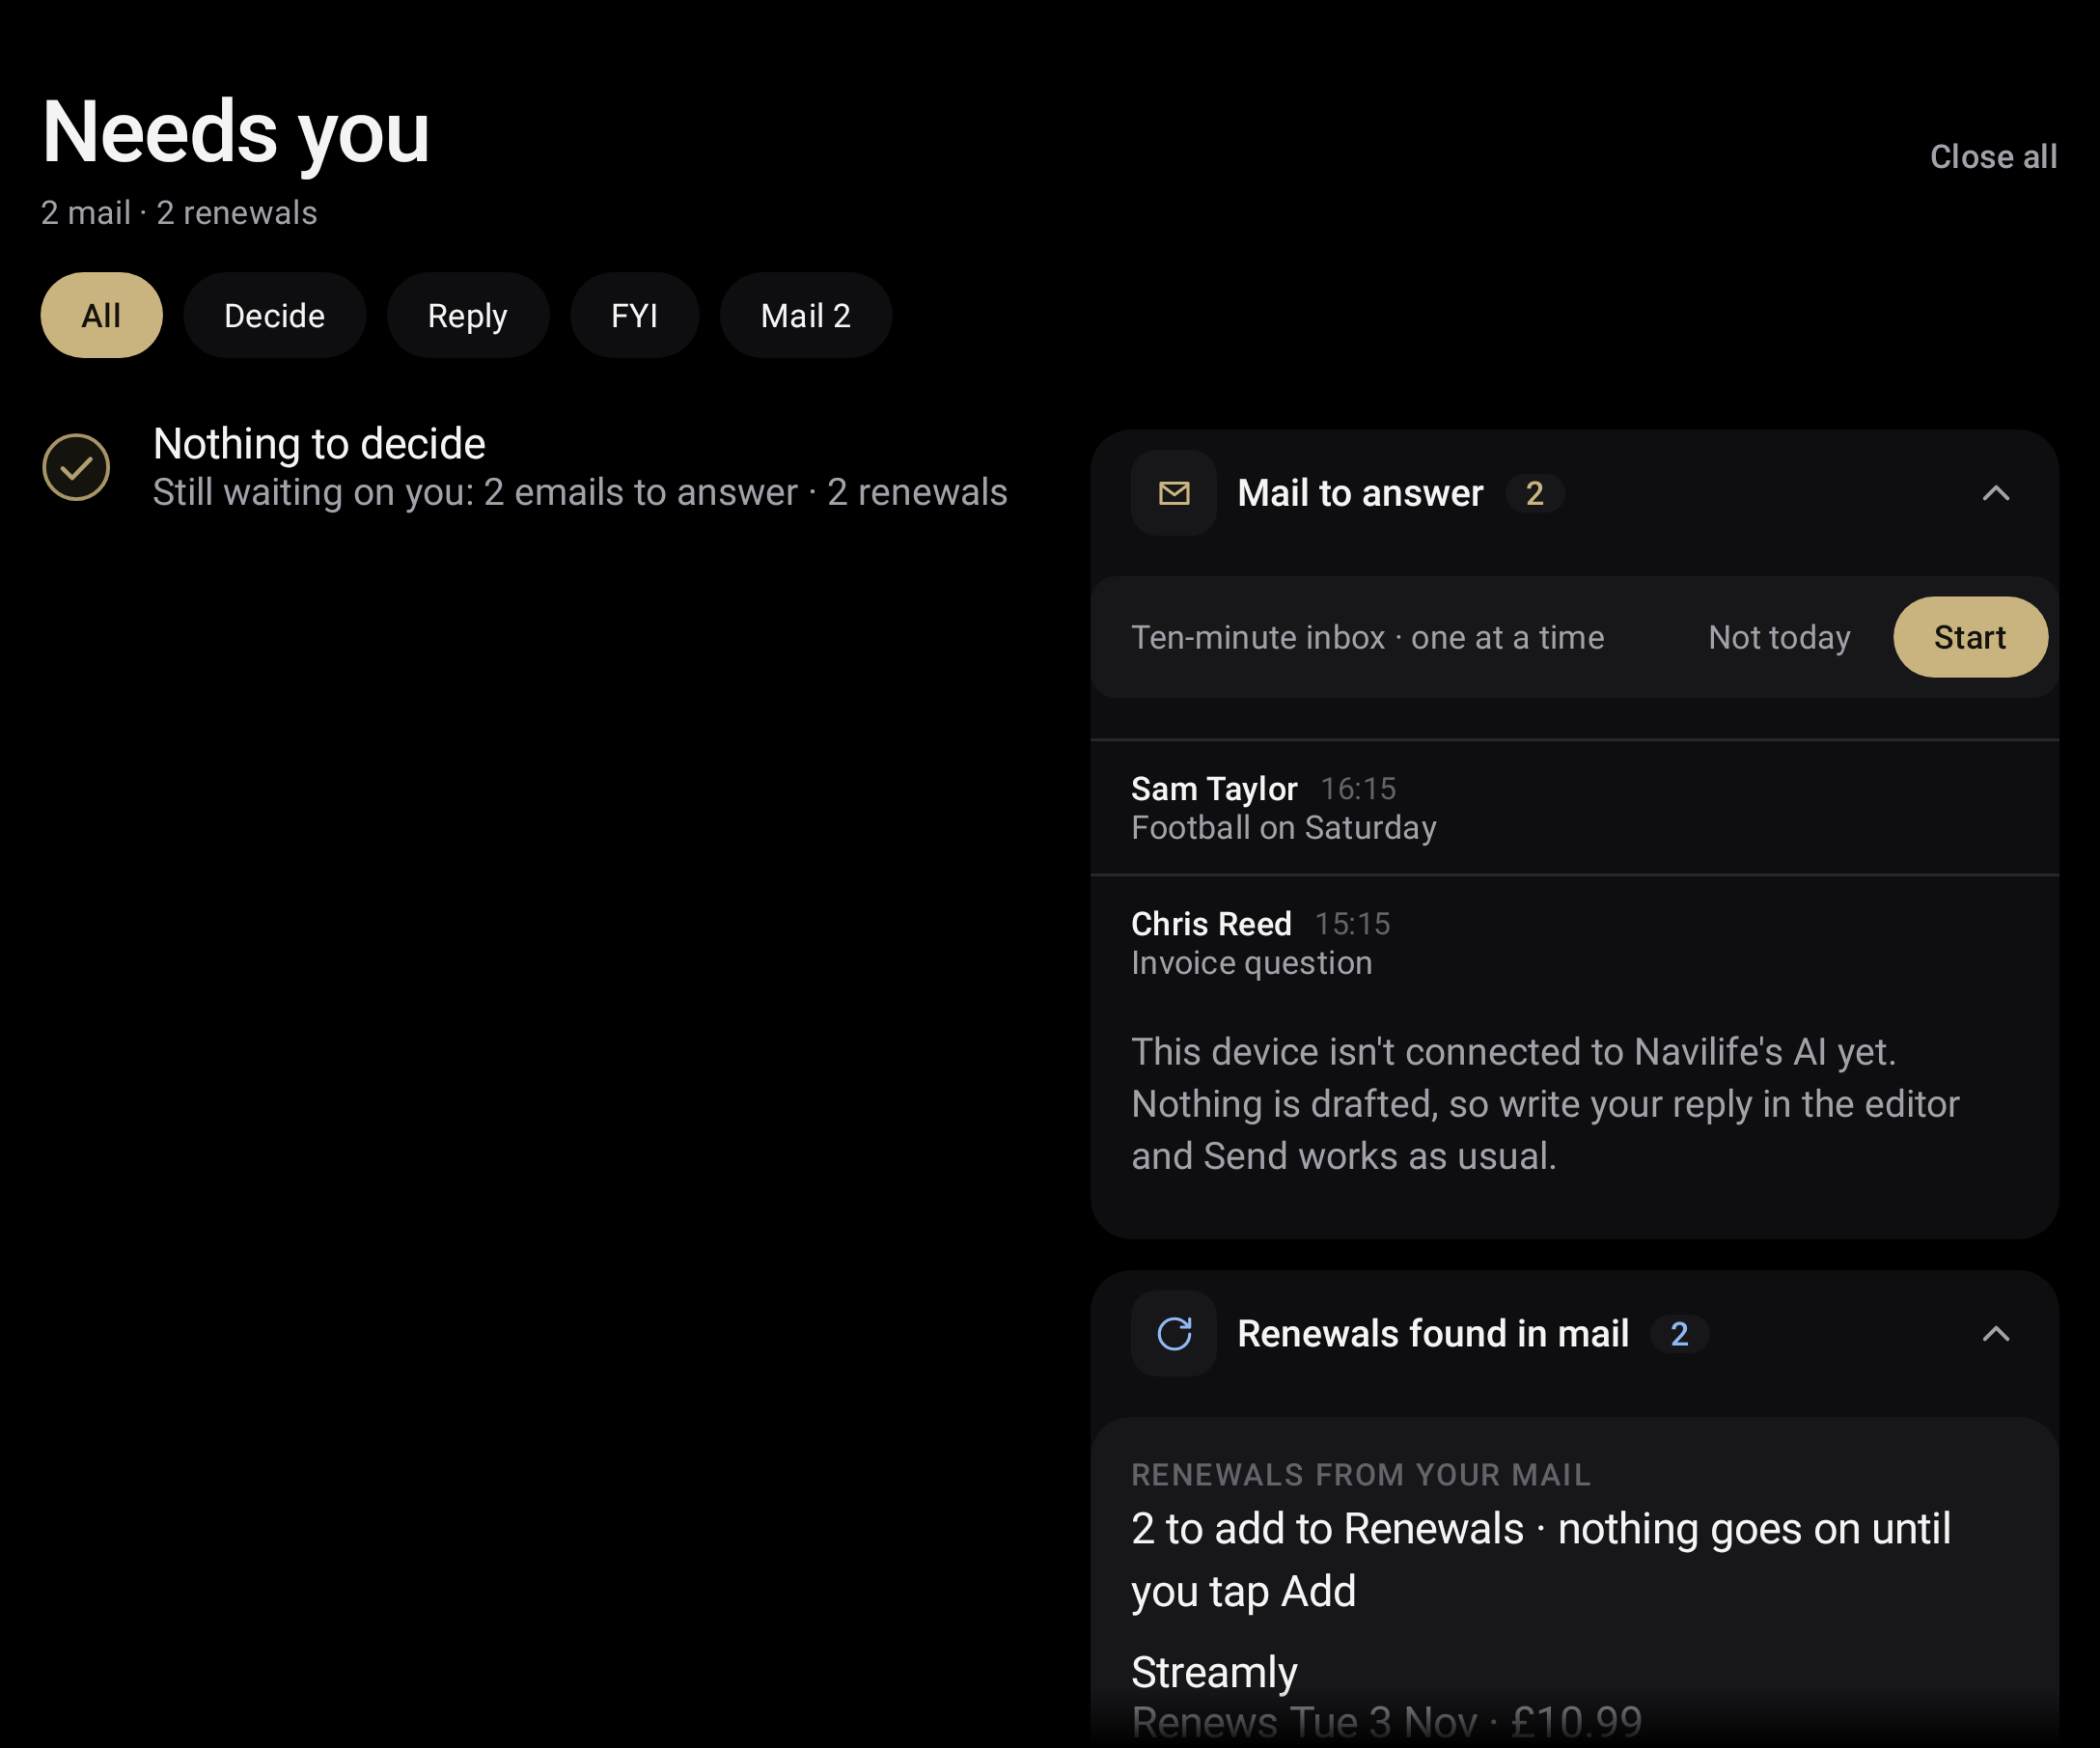 Needs you
Close all
2 mail · 2 renewals
All
Decide
Reply
FYI
Mail 2
Nothing to decide
Still waiting on you: 2 emails to answer · 2 renewals
Mail to answer 2
Ten-minute inbox · one at a time
Not today
Start
Sam Taylor 16:15
Football on Saturday
Chris Reed 15:15
Invoice question
This device isn't connected to Navilife's AI yet.
Nothing is drafted, so write your reply in the editor
and Send works as usual.
Renewals found in mail 2
RENEWALS FROM YOUR MAIL
2 to add to Renewals · nothing goes on until
you tap Add
Streamly
Renews Tue 3 Nov · £10.99